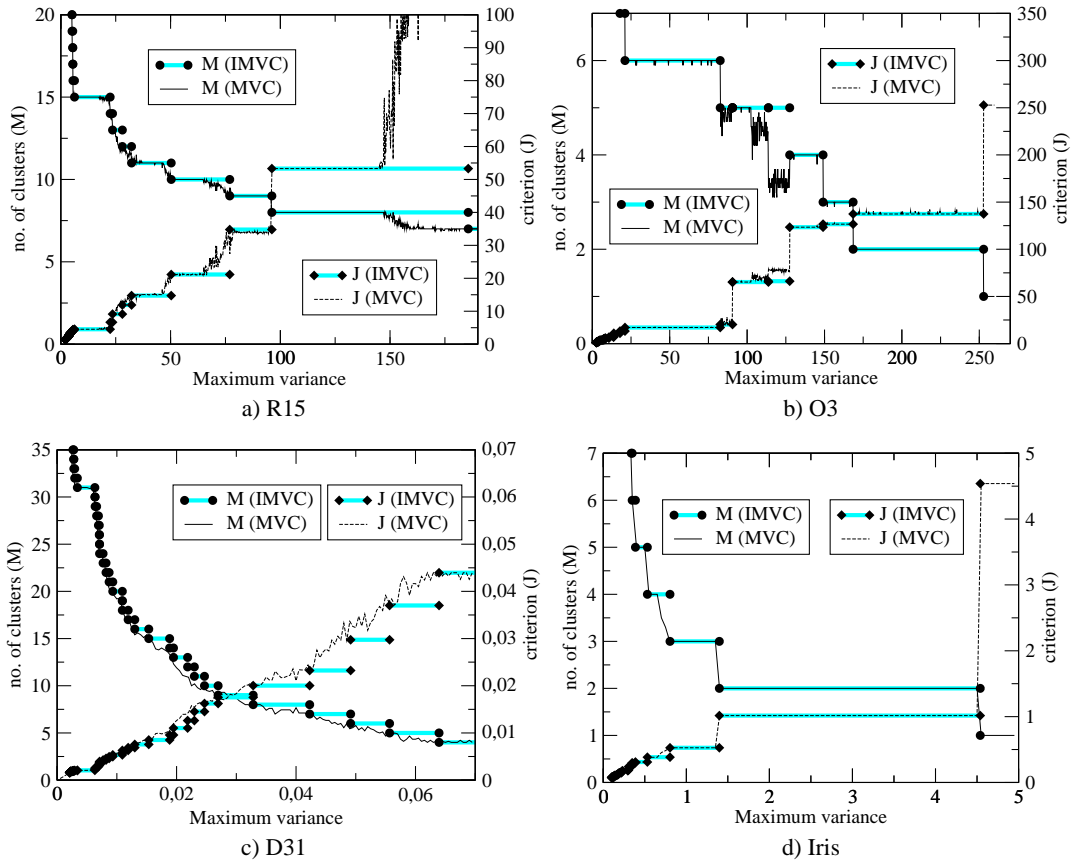 20
15
10
5
0
no. of clusters (M)
M (IMVC)
M (MVC)
J (IMVC)
J (MVC)
100
90
80
70
60
50
40
30
20
10
0
criterion (J)
0 50 100 150
Maximum variance
a) R15
6
4
2
0
no. of clusters (M)
J (IMVC)
J (MVC)
M (IMVC)
M (MVC)
350
300
250
200
150
100
50
0
criterion (J)
0 50 100 150 200 250
Maximum variance
b) O3
35
30
25
20
15
10
5
0
no. of clusters (M)
M (IMVC)
M (MVC)
J (IMVC)
J (MVC)
0,07
0,06
0,05
0,04
0,03
0,02
0,01
0
criterion (J)
0 0,02 0,04 0,06
Maximum variance
c) D31
7
6
5
4
3
2
1
0
no. of clusters (M)
M (IMVC)
M (MVC)
J (IMVC)
J (MVC)
5
4
3
2
1
0
criterion (J)
0 1 2 3 4 5
Maximum variance
d) Iris